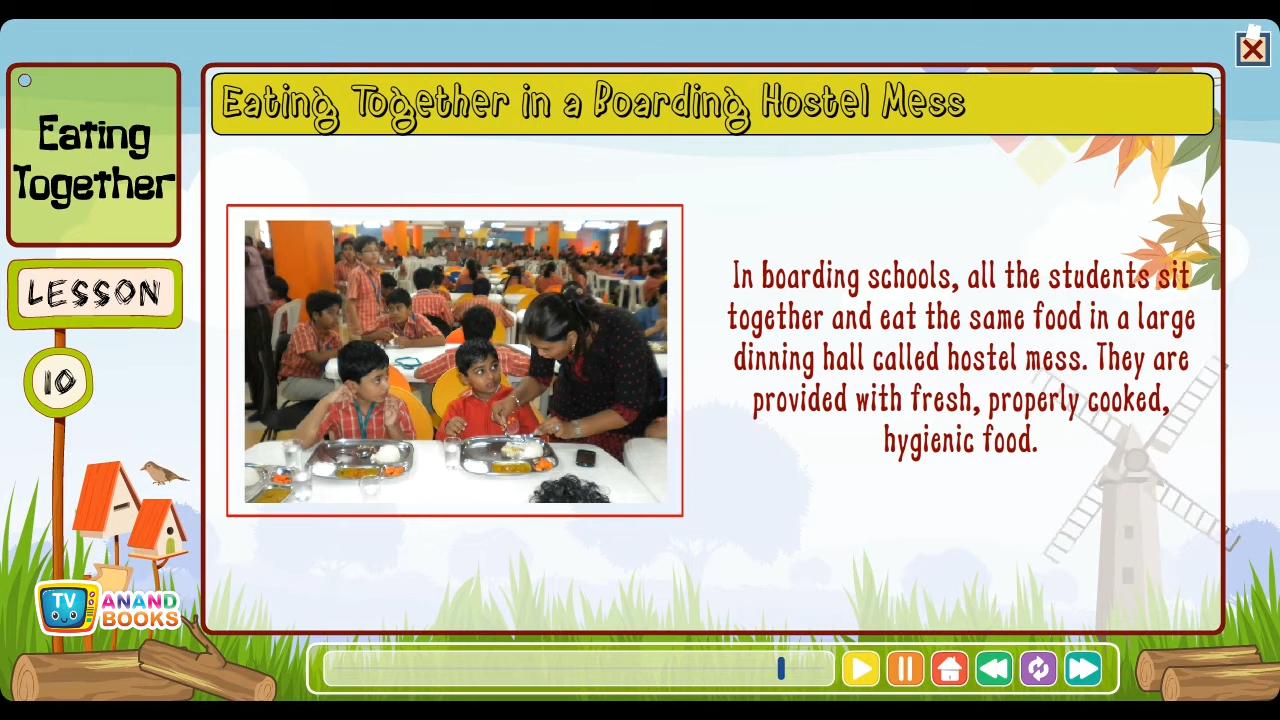 Eating Together in a Boarding Hostel Mess
Eating
Together
LESSON
10
In boarding schools, all the students sit
together and eat the same food in a large
dinning hall called hostel mess. They are
provided with fresh, properly cooked,
hygienic food.
TV
ANAND
BOOKS